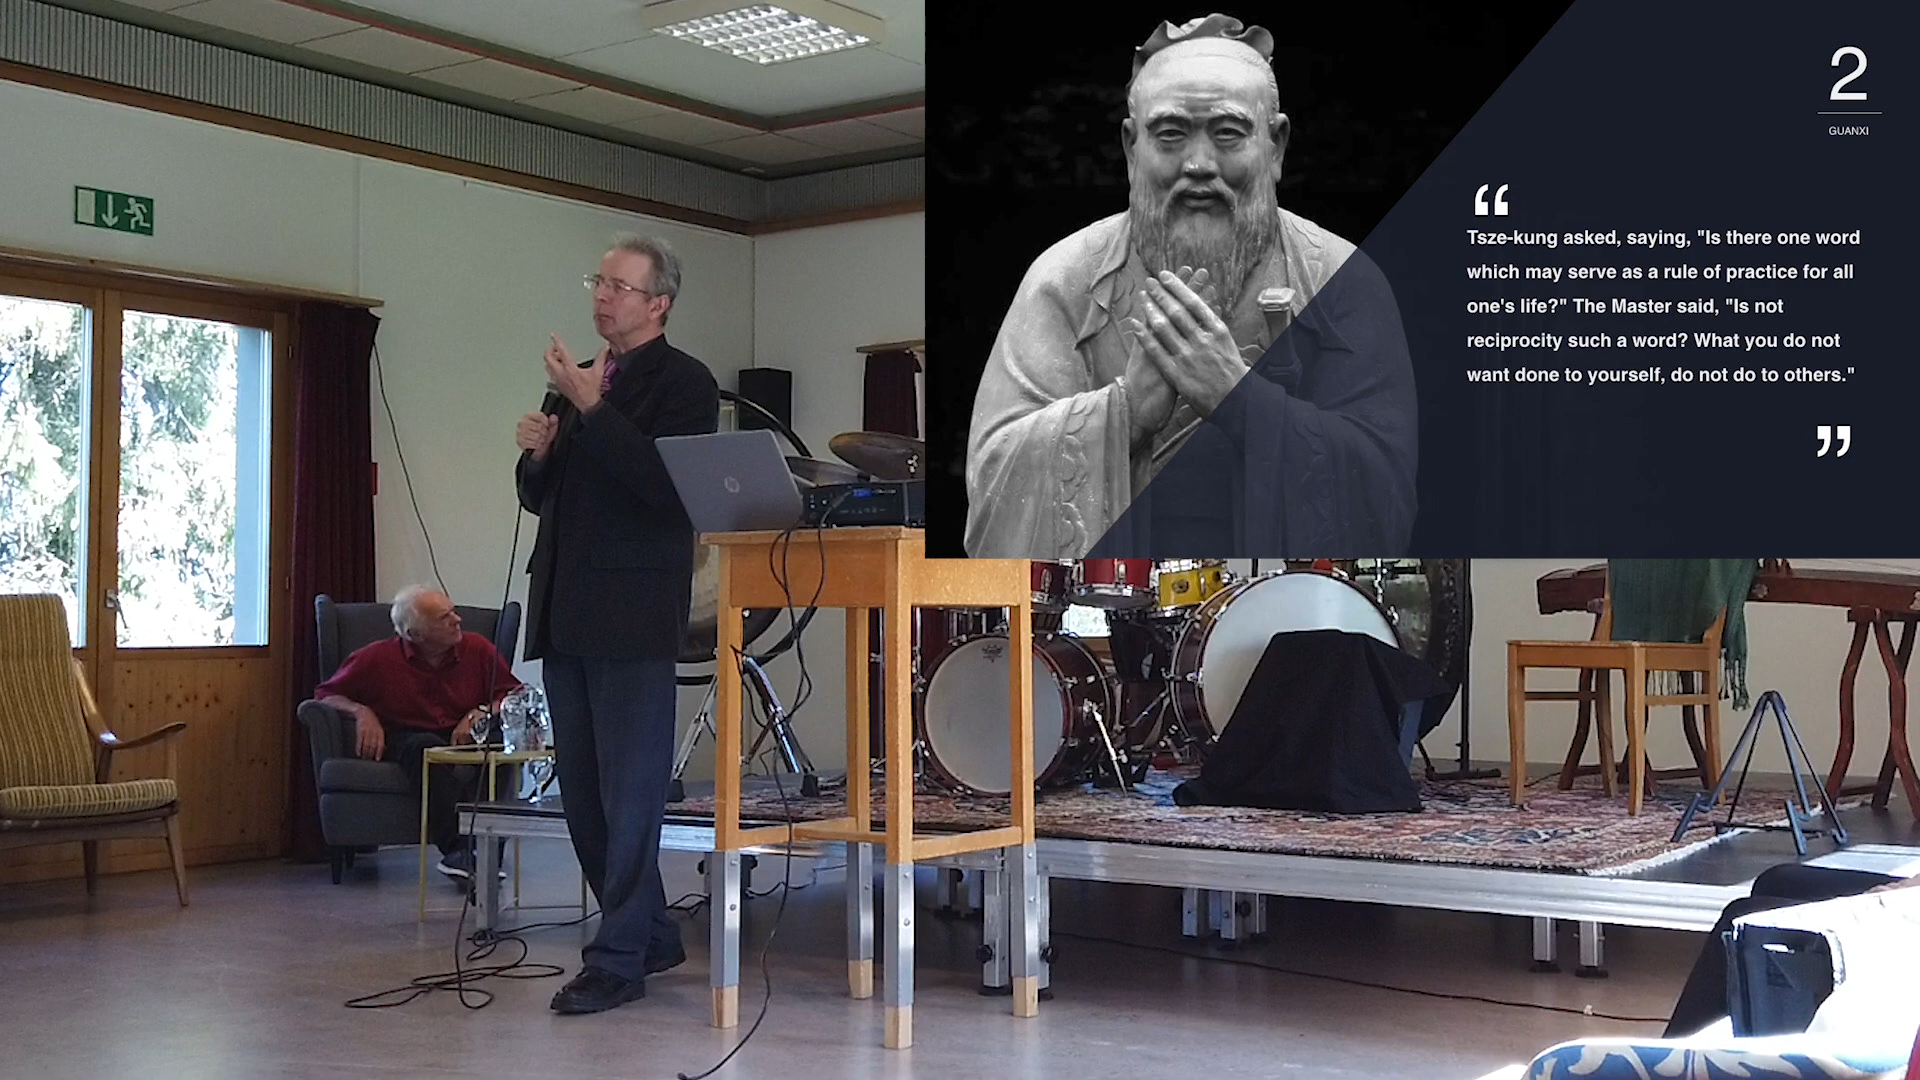 2
GUANXI
“
Tsze-kung asked, saying, "Is there one word
which may serve as a rule of practice for all
one's life?" The Master said, "Is not
reciprocity such a word? What you do not
want done to yourself, do not do to others."
”
hp